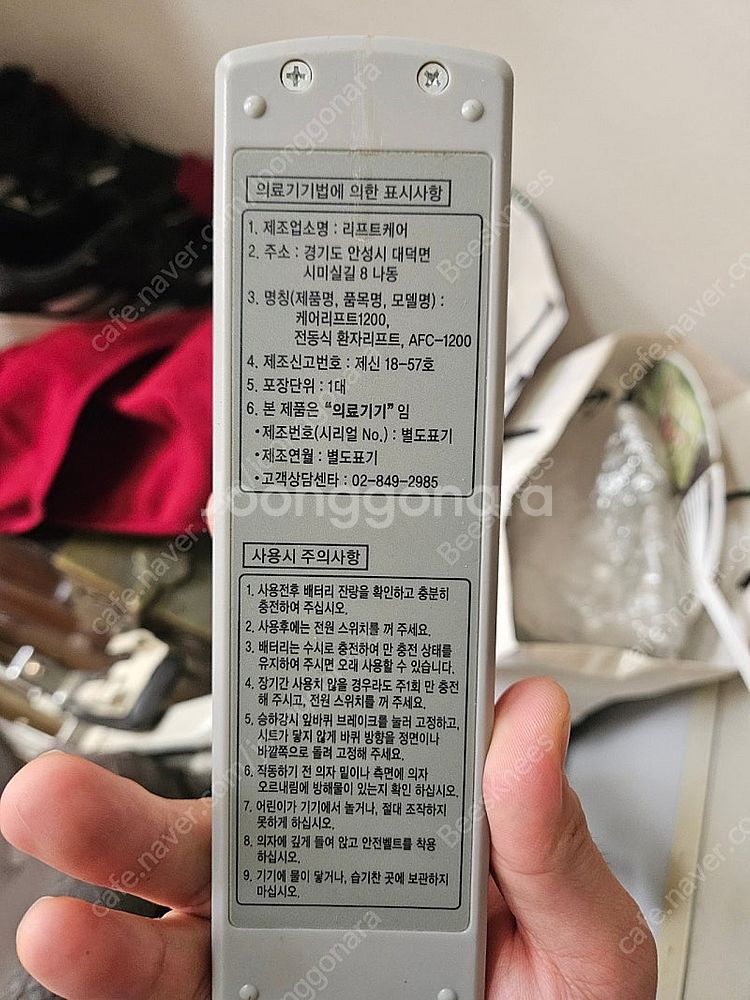 의료기기법에 의한 표시사항
1. 제조업소명 : 리프트케어
2. 주소 : 경기도 안성시 대덕면
시미실길 8 나동
3. 명칭(제품명, 품목명, 모델명) :
케어리프트1200,
전동식 환자리프트, AFC-1200
4. 제조신고번호 : 제신 18-57호
5. 포장단위 : 1대
6. 본 제품은 “의료기기” 임
•제조번호(시리얼 No.) : 별도표기
•제조연월 : 별도표기
•고객상담센타 : 02-849-2985
joonggonara
사용시 주의사항
1. 사용전후 배터리 잔량을 확인하고 충분히
충전하여 주십시오.
2. 사용후에는 전원 스위치를 꺼 주세요.
3. 배터리는 수시로 충전하여 만 충전 상태를
유지하여 주시면 오래 사용할 수 있습니다.
4. 장기간 사용치 않을 경우라도 주1회 만 충전
해 주시고, 전원 스위치를 꺼 주세요.
5. 승하강시 앞바퀴 브레이크를 눌러 고정하고,
시트가 닿지 않게 바퀴 방향을 정면이나
바깥쪽으로 돌려 고정해 주세요.
6. 작동하기 전 의자 밑이나 측면에 의자
오르내림에 방해물이 있는지 확인 하십시오.
7. 어린이가 기기에서 놀거나, 절대 조작하지
못하게 하십시오.
8. 의자에 깊게 들여 앉고 안전벨트를 착용
하십시오.
9. 기기에 물이 닿거나, 습기찬 곳에 보관하지
마십시오.
cafe.naver.com/joonggonara
BeesKnees